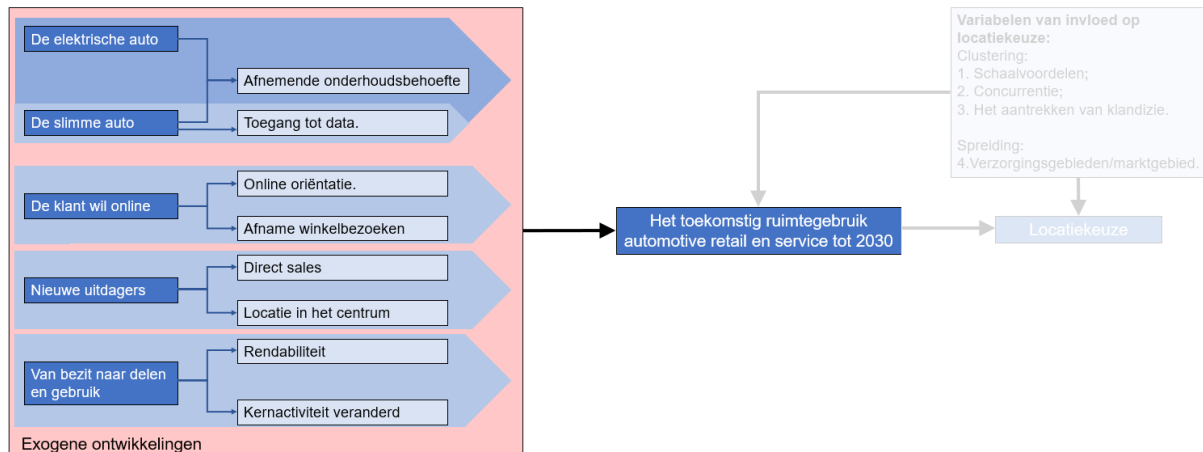 De elektrische auto
Afnemende onderhoudsbehoefte
De slimme auto
Toegang tot data.
De klant wil online
Online oriëntatie.
Afname winkelbezoeken
Nieuwe uitdagers
Direct sales
Locatie in het centrum
Van bezit naar delen
en gebruik
Rendabiliteit
Kernactiviteit veranderd
Exogene ontwikkelingen
Het toekomstig ruimtegebruik
automotive retail en service tot 2030
Variabelen van invloed op
locatiekeuze:
Clustering:
1. Schaalvoordelen;
2. Concurrentie;
3. Het aantrekken van klandizie.
Spreiding:
4.Verzorgingsgebieden/marktgebied.
Locatiekeuze